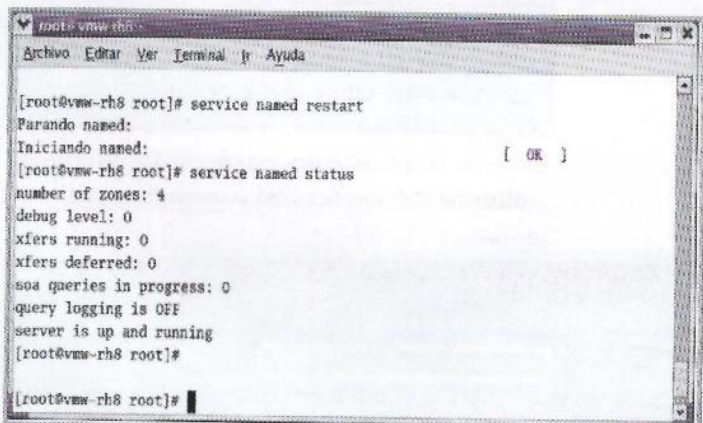 root@vmw-rh8:~
Archivo Editar Ver Terminal Ir Ayuda
[root@vmw-rh8 root]# service named restart
Parando named:
Iniciando named: [ OK ]
[root@vmw-rh8 root]# service named status
number of zones: 4
debug level: 0
xfers running: 0
xfers deferred: 0
soa queries in progress: 0
query logging is OFF
server is up and running
[root@vmw-rh8 root]#
[root@vmw-rh8 root]#